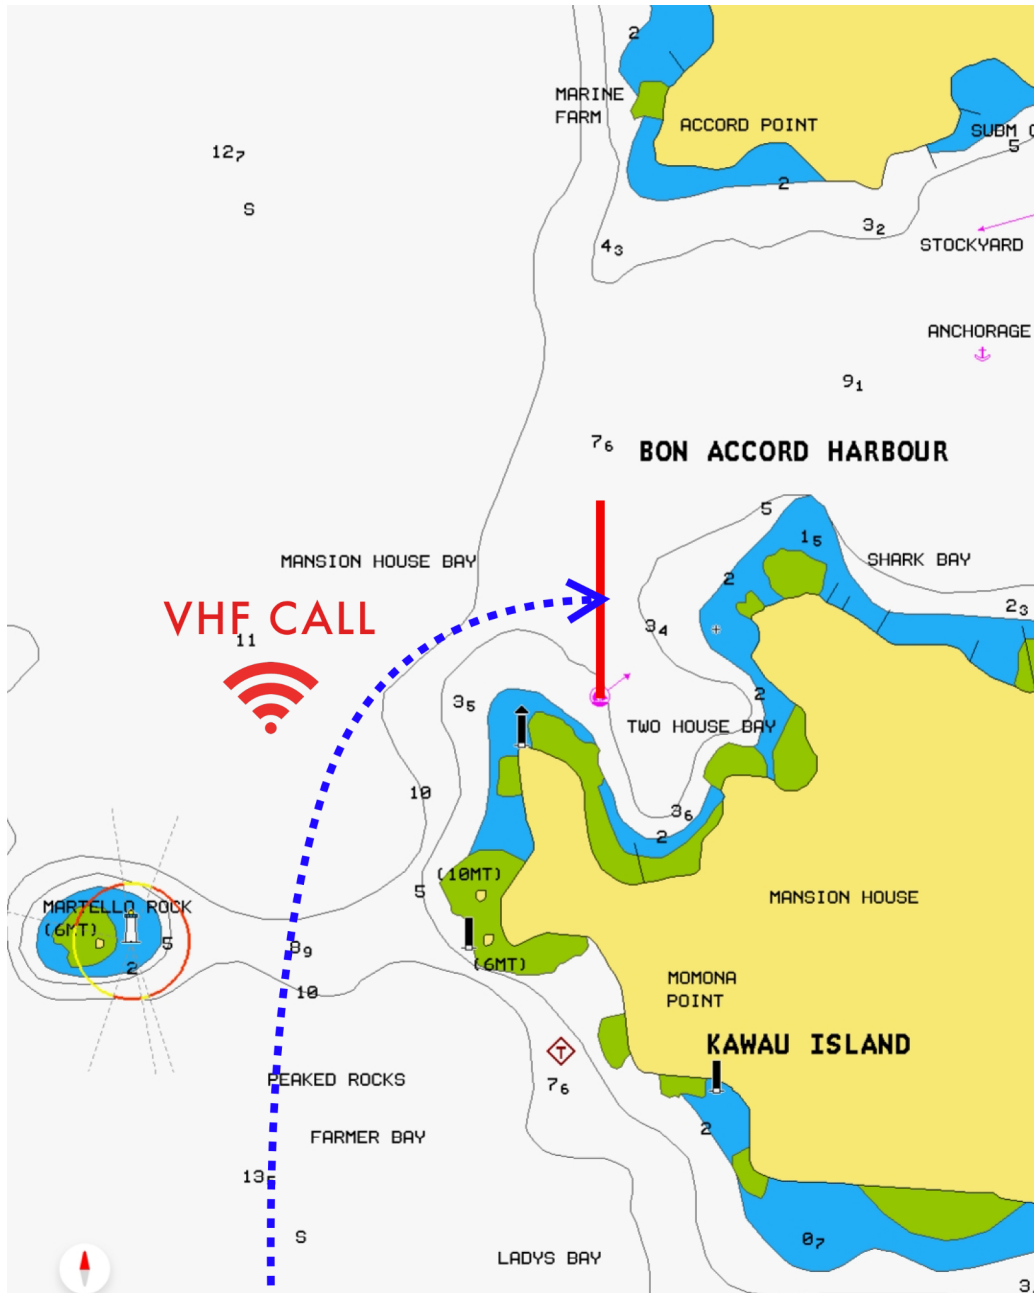 2
MARINE
FARM
ACCORD POINT
SUBM
5
12₇
2
S
3₂
4₃
STOCKYARD
ANCHORAGE
9₁
7₆
BON ACCORD HARBOUR
5
1₅
MANSION HOUSE BAY
SHARK BAY
2
VHF CALL
2₃
11
3₄
3₅
2
TWO HOUSE BAY
10
3₆
2
(10MT)
5
MANSION HOUSE
MARTELLO ROCK
(6MT)
5
8₉
2
(6MT)
MOMONA
POINT
10
KAWAU ISLAND
T
PEAKED ROCKS
7₆
2
FARMER BAY
13
S
0₇
LADYS BAY
3